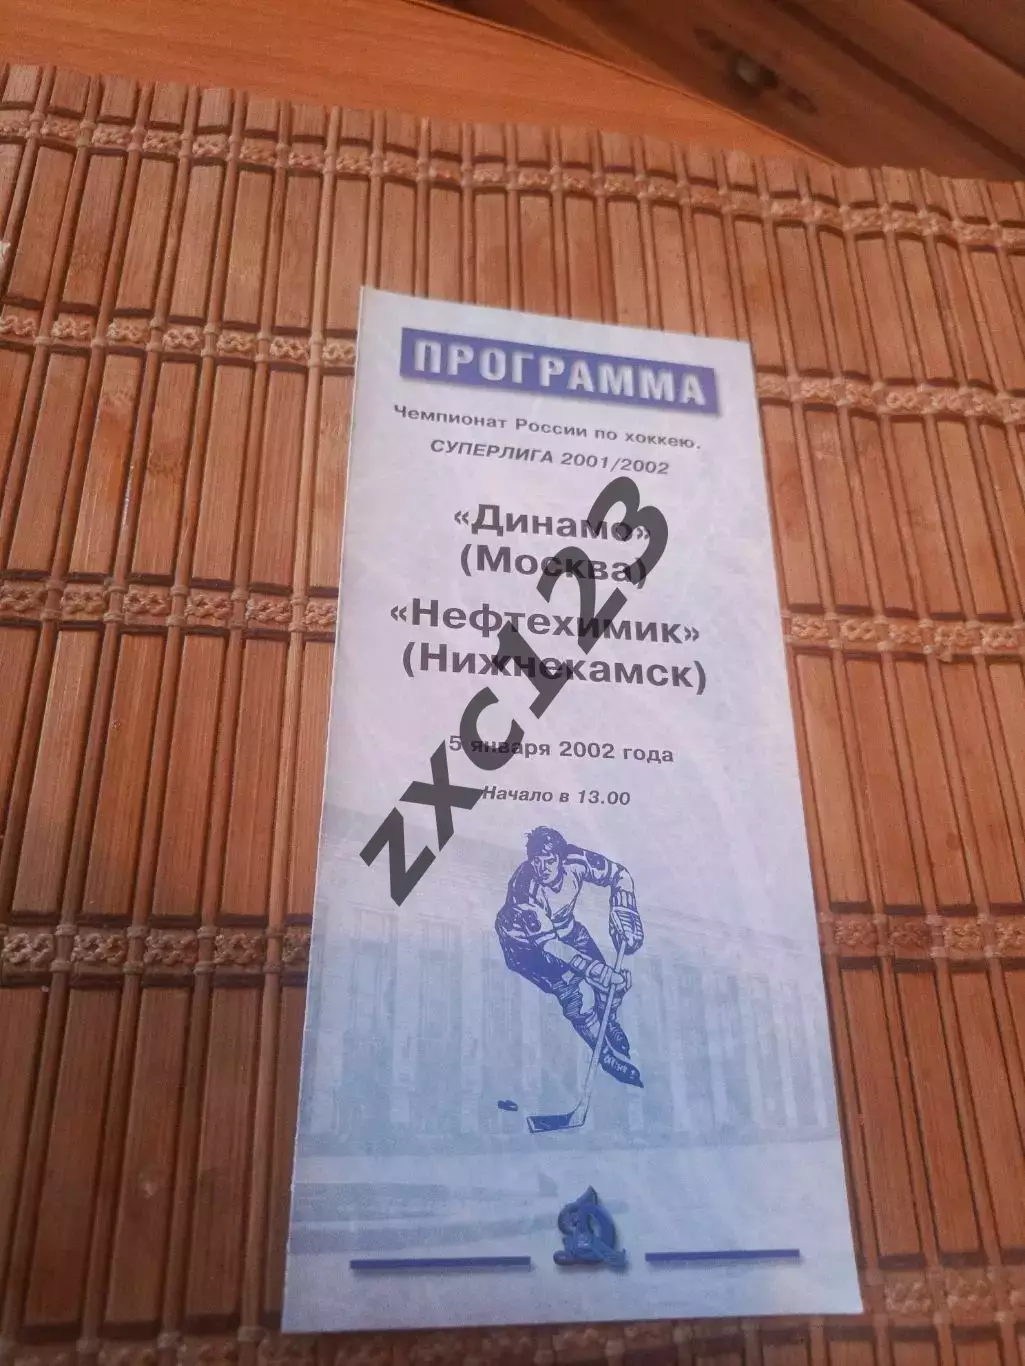 ПРОГРАММА
Чемпионат России по хоккею.
СУПЕРЛИГА 2001/2002
«Динамо»
(Москва)
«Нефтехимик»
(Нижнекамск)
5 января 2002 года
Начало в 13.00
zxc123
Д